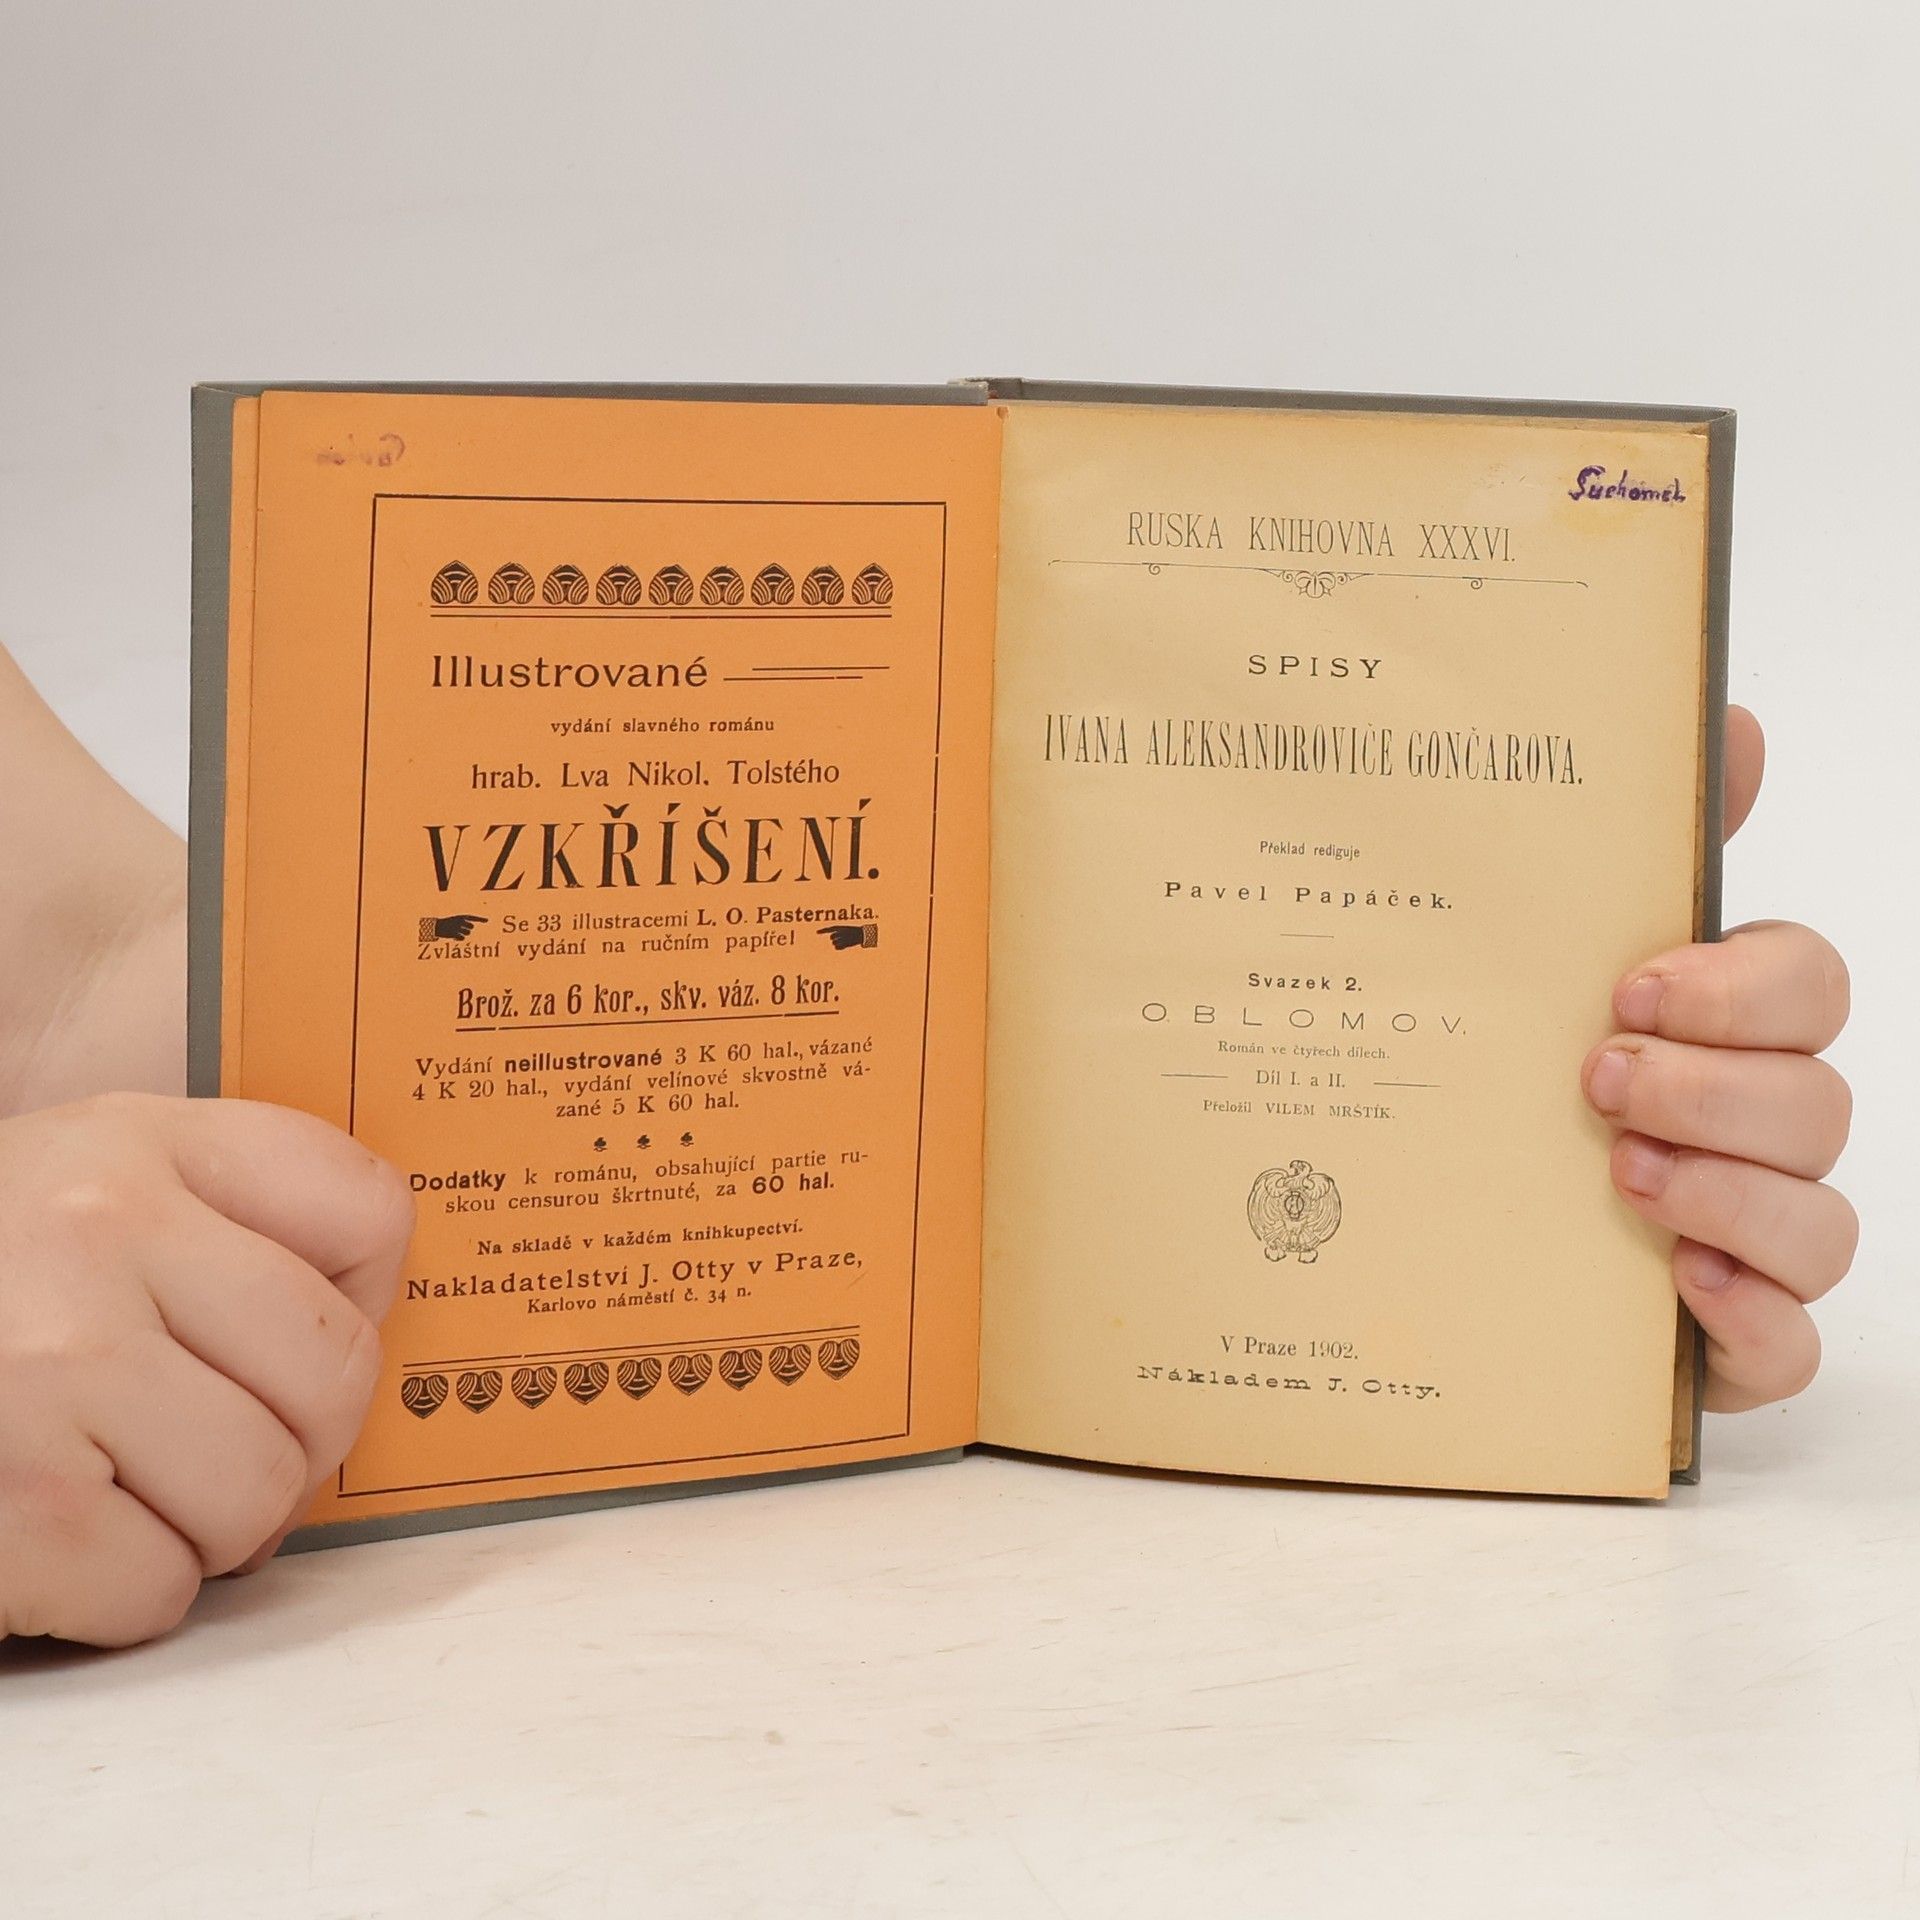 Illustrované
vydání slavného románu
hrab. Lva Nikol. Tolstého
VZKŘÍŠENÍ.
Se 33 illustracemi L. O. Pasternaka.
Zvláštní vydání na ručním papíře!
Brož. za 6 kor., skv. váz. 8 kor.
Vydání neillustrované 3 K 60 hal., vázané
4 K 20 hal., vydání velínové skvostně vá-
zané 5 K 60 hal.
Dodatky k románu, obsahující partie ru-
skou censurou škrtnuté, za 60 hal.
Na skladě v každém knihkupectví.
Nakladatelství J. Otty v Praze,
Karlovo náměstí č. 34 n.
Suchomel
RUSKA KNIHOVNA XXXVI.
SPISY
IVANA ALEKSANDROVIČE GONČAROVA.
Překlad rediguje
Pavel Papáček.
Svazek 2.
OBLOMOV.
Román ve čtyřech dílech.
Díl I. a II.
Přeložil VILEM MRŠTÍK.
V Praze 1902.
Nákladem J. Otty.